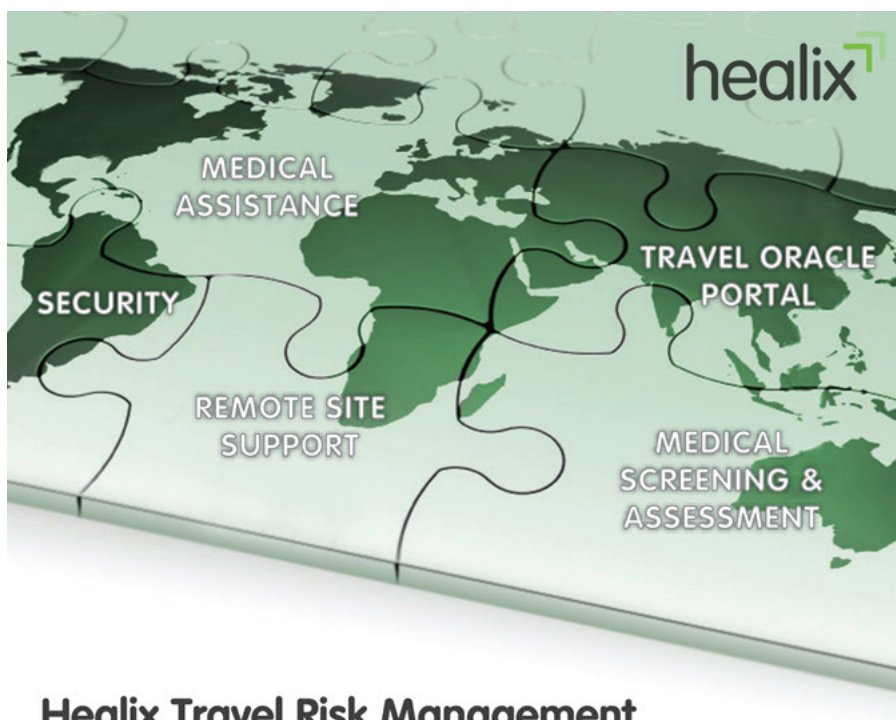 healix
MEDICAL
ASSISTANCE
TRAVEL ORACLE
PORTAL
SECURITY
REMOTE SITE
SUPPORT
MEDICAL
SCREENING &
ASSESSMENT
Healix Travel Risk Management